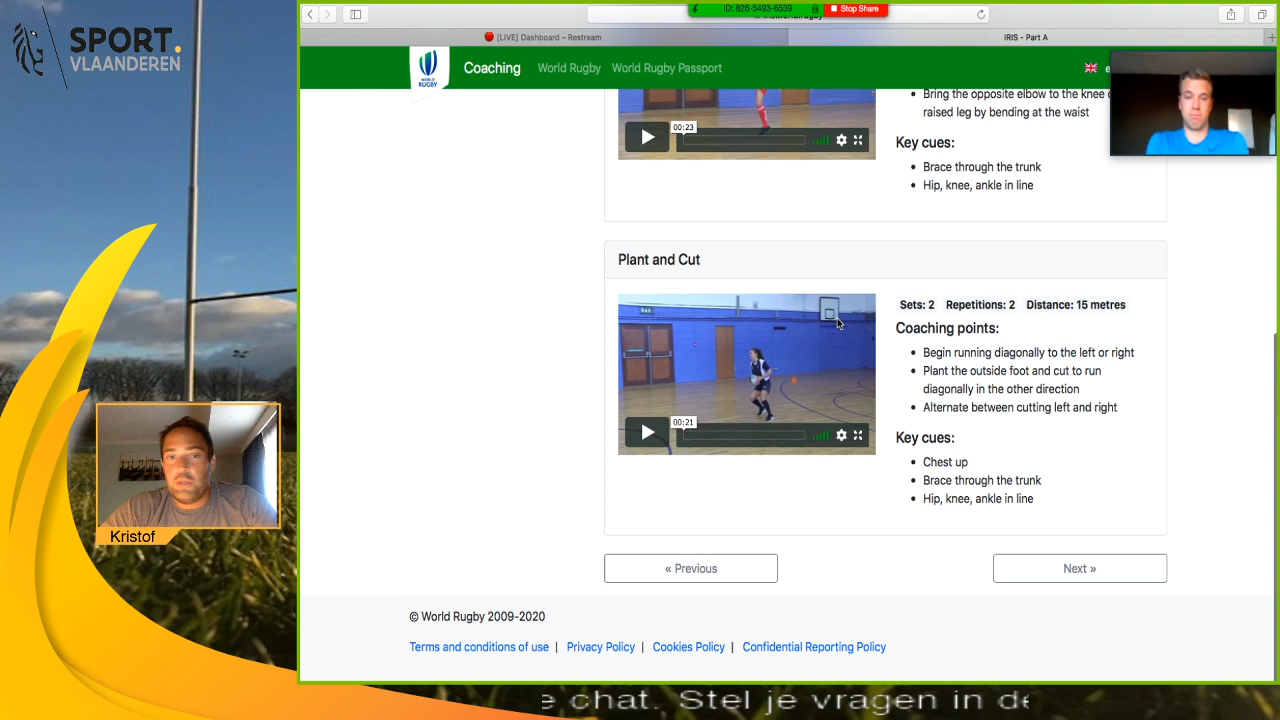 SPORT.
VLAANDEREN
ID: 826-5493-6539
Stop Share
[LIVE] Dashboard – Restream
IRIS - Part A
WORLD
RUGBY
Coaching
World Rugby
World Rugby Passport
Bring the opposite elbow to the knee
raised leg by bending at the waist
00:23
Key cues:
Brace through the trunk
Hip, knee, ankle in line
Plant and Cut
Sets: 2 Repetitions: 2 Distance: 15 metres
Coaching points:
Begin running diagonally to the left or right
Plant the outside foot and cut to run
diagonally in the other direction
Alternate between cutting left and right
00:21
Key cues:
Chest up
Brace through the trunk
Hip, knee, ankle in line
Kristof
« Previous
Next »
© World Rugby 2009-2020
Terms and conditions of use | Privacy Policy | Cookies Policy | Confidential Reporting Policy
e chat. Stel je vragen in de